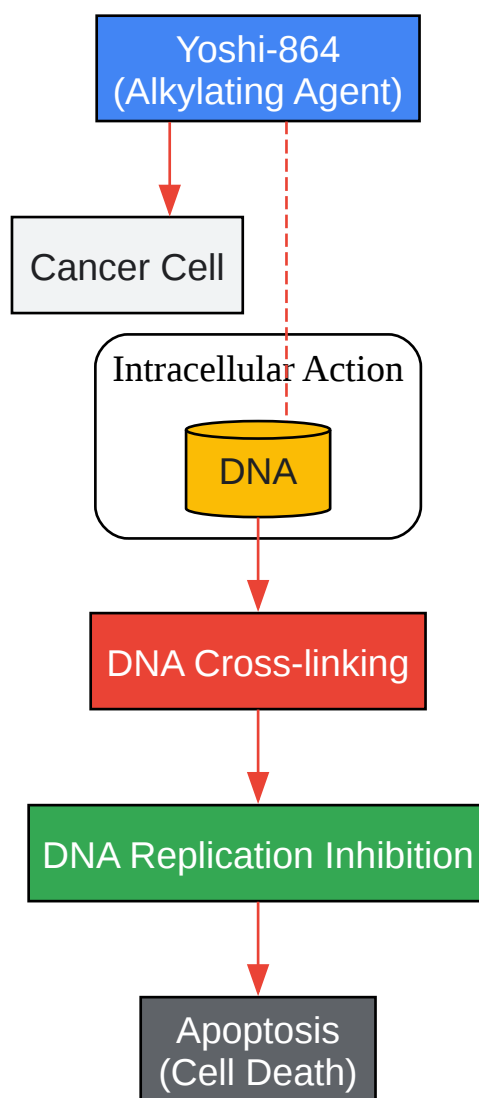 Yoshi-864
(Alkylating Agent)
Cancer Cell
Intracellular Action
DNA
DNA Cross-linking
DNA Replication Inhibition
Apoptosis
(Cell Death)